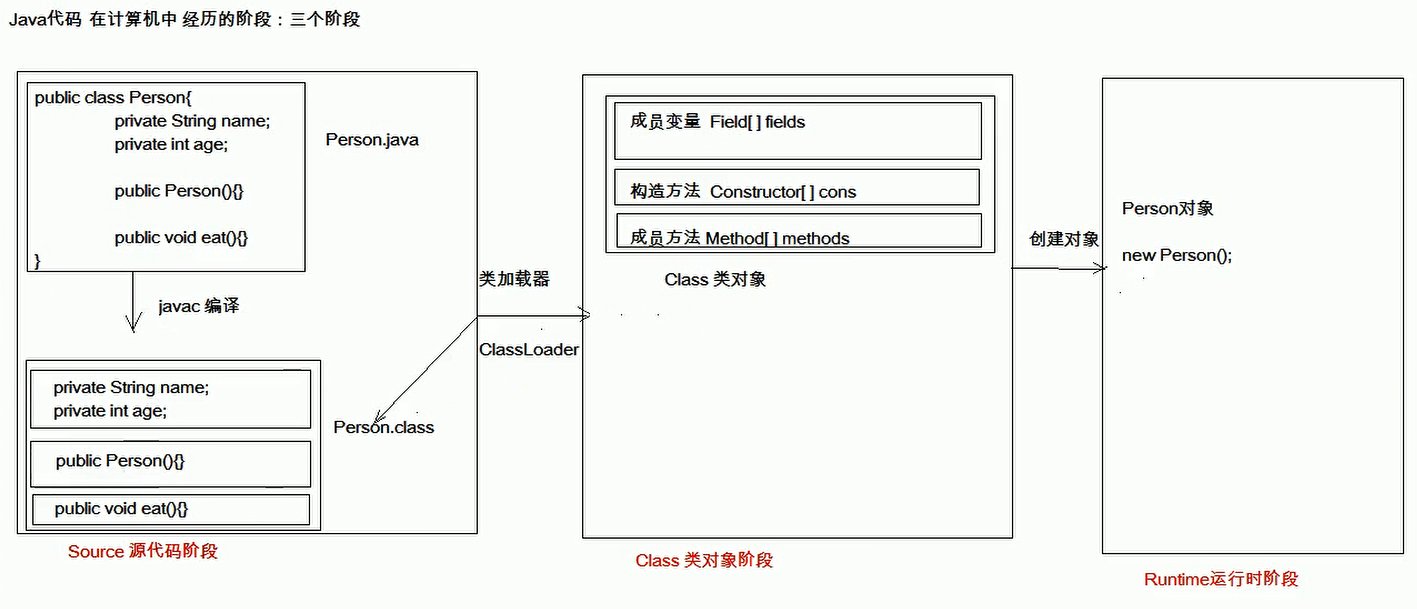 Java代码 在计算机中 经历的阶段：三个阶段
public class Person{
private String name;
private int age;
public Person(){}
public void eat(){}
}
Person.java
javac 编译
private String name;
private int age;
public Person(){}
public void eat(){}
Person.class
Source 源代码阶段
类加载器
ClassLoader
成员变量 Field[ ] fields
构造方法 Constructor[ ] cons
成员方法 Method[ ] methods
Class 类对象
Class 类对象阶段
创建对象
Person对象
new Person();
Runtime运行时阶段